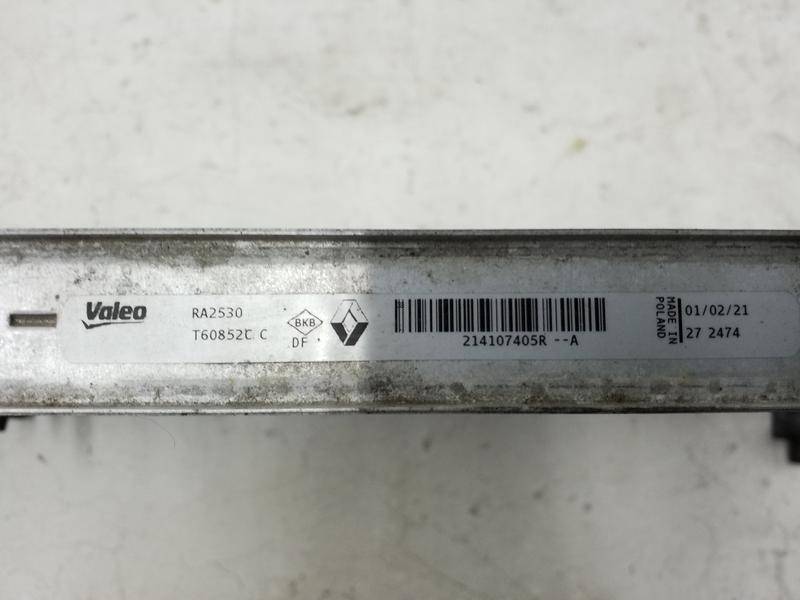 Valeo
RA2530
T60852C C
BKB
DF
214107405R --A
MADE IN
POLAND
01/02/21
27 2474